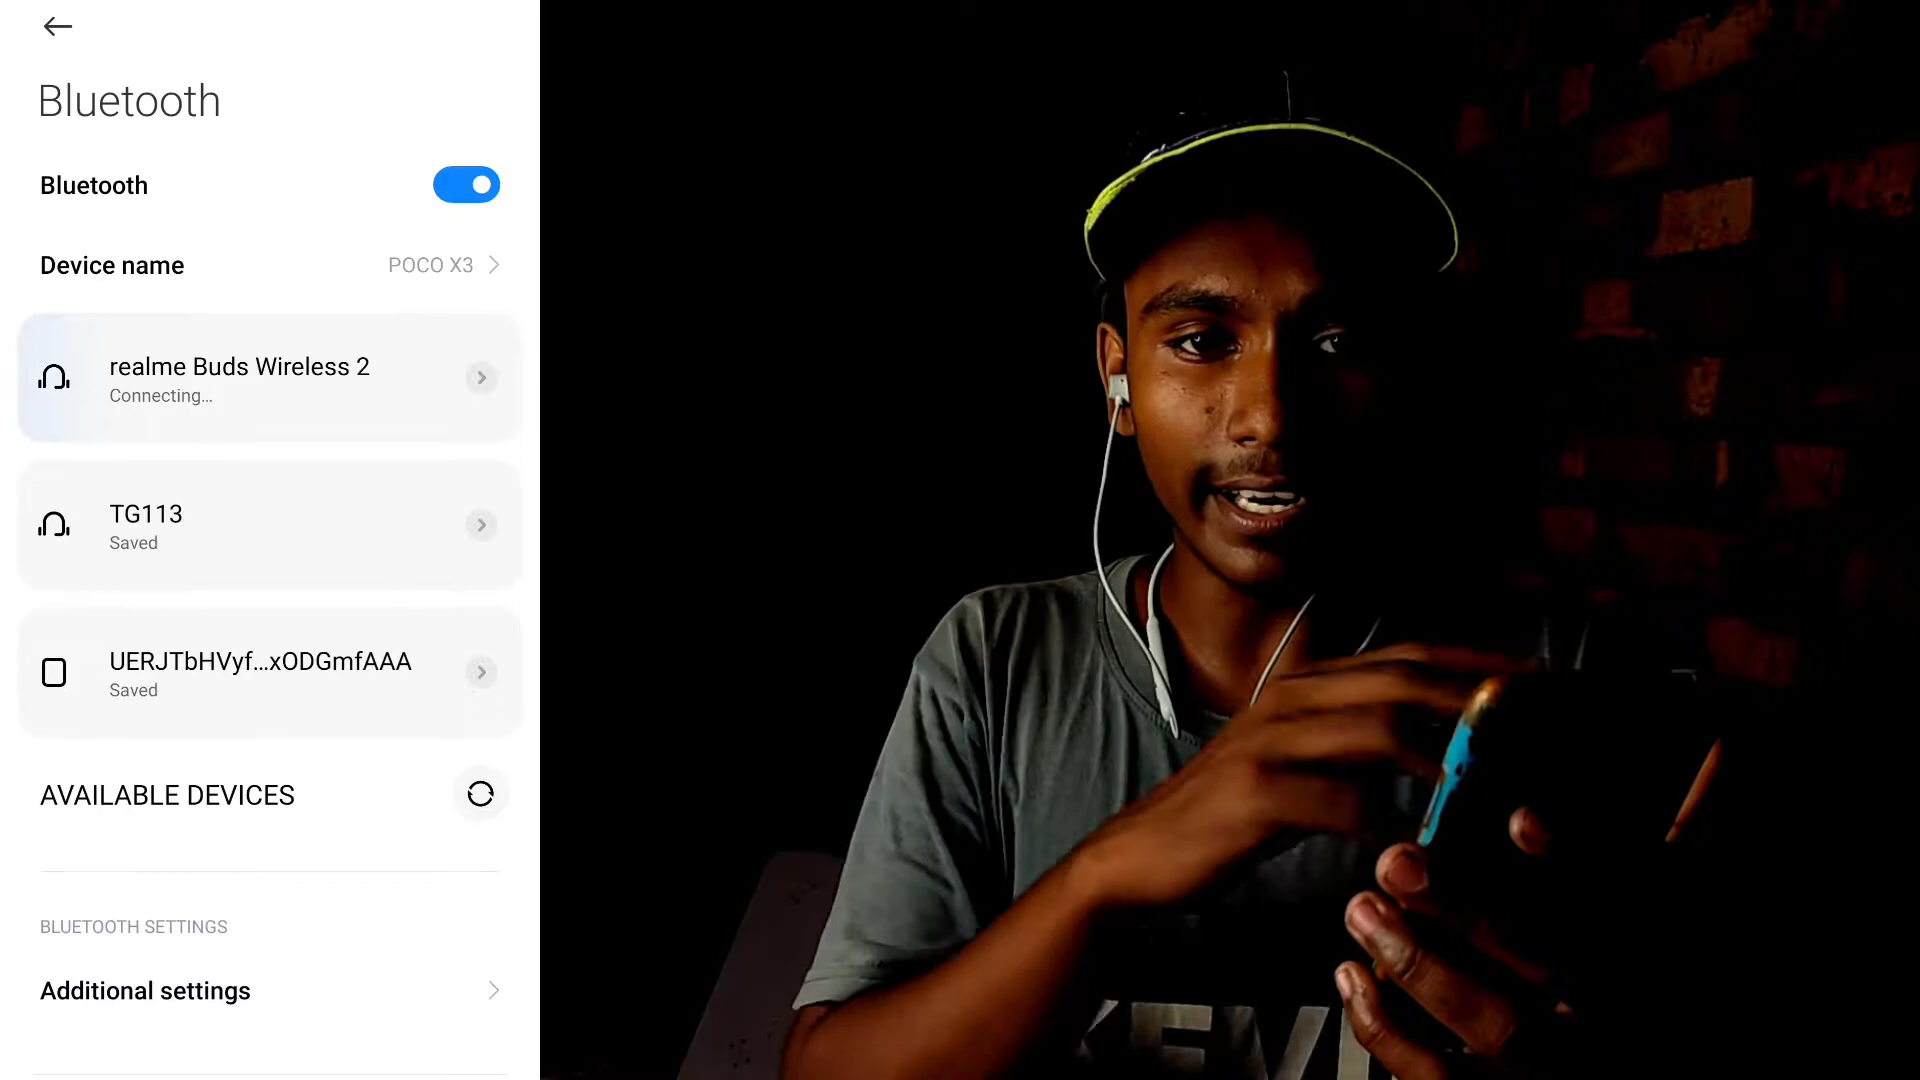 Bluetooth
Bluetooth
Device name
POCO X3
realme Buds Wireless 2
Connecting...
TG113
Saved
UERJTbHVyf...xODGmfAAA
Saved
AVAILABLE DEVICES
BLUETOOTH SETTINGS
Additional settings